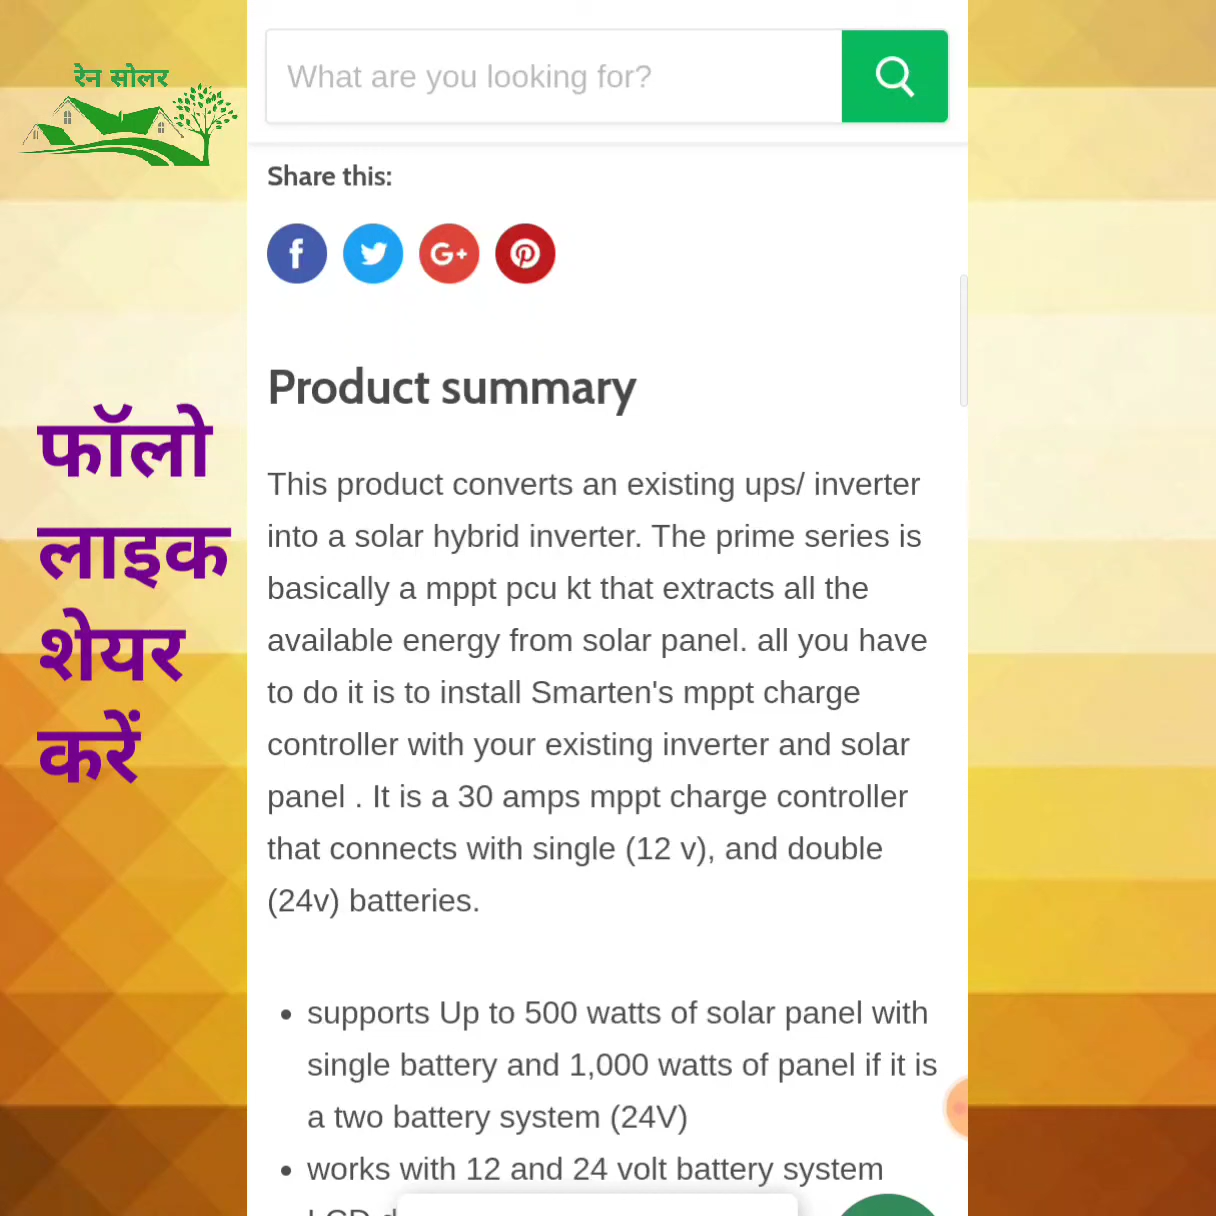 रेन सोलर
फॉलो
लाइक
शेयर
करें
What are you looking for?
Share this:
f
G+
Product summary
This product converts an existing ups/ inverter
into a solar hybrid inverter. The prime series is
basically a mppt pcu kt that extracts all the
available energy from solar panel. all you have
to do it is to install Smarten's mppt charge
controller with your existing inverter and solar
panel . It is a 30 amps mppt charge controller
that connects with single (12 v), and double
(24v) batteries.
• supports Up to 500 watts of solar panel with
single battery and 1,000 watts of panel if it is
a two battery system (24V)
• works with 12 and 24 volt battery system